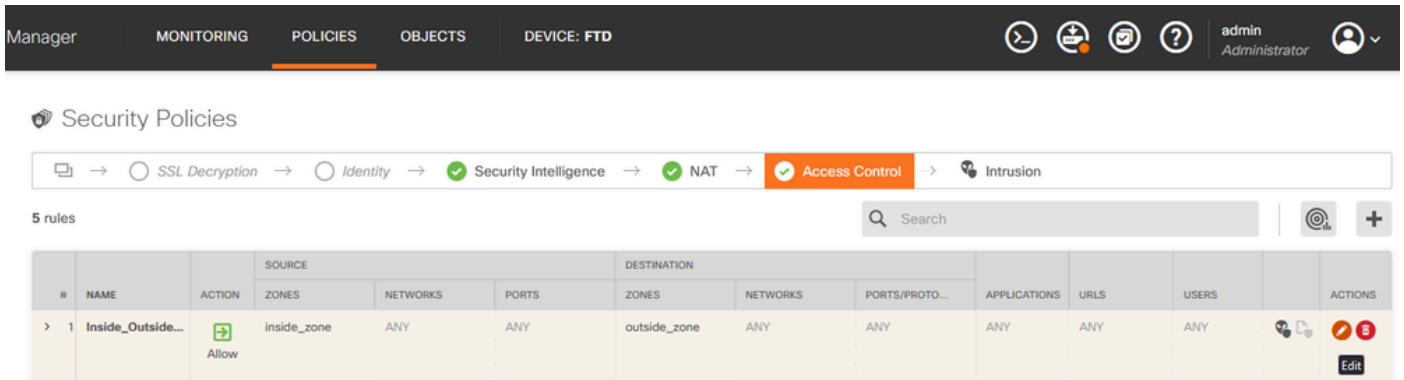 Manager MONITORING POLICIES OBJECTS DEVICE: FTD admin
Administrator
Security Policies
SSL Decryption → Identity → Security Intelligence → NAT → Access Control → Intrusion
5 rules Search
SOURCE DESTINATION
# NAME ACTION ZONES NETWORKS PORTS ZONES NETWORKS PORTS/PROTO... APPLICATIONS URLS USERS ACTIONS
> 1 Inside_Outside... Allow inside_zone ANY ANY outside_zone ANY ANY ANY ANY ANY
Edit